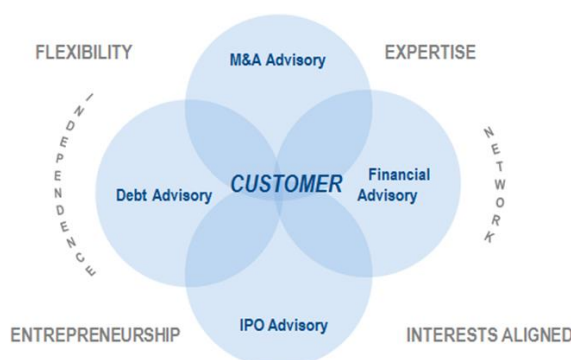 FLEXIBILITY
M&A Advisory
EXPERTISE
INDEPENDENCE
NETWORK
Debt Advisory
CUSTOMER
Financial
Advisory
ENTREPRENEURSHIP
IPO Advisory
INTERESTS ALIGNED